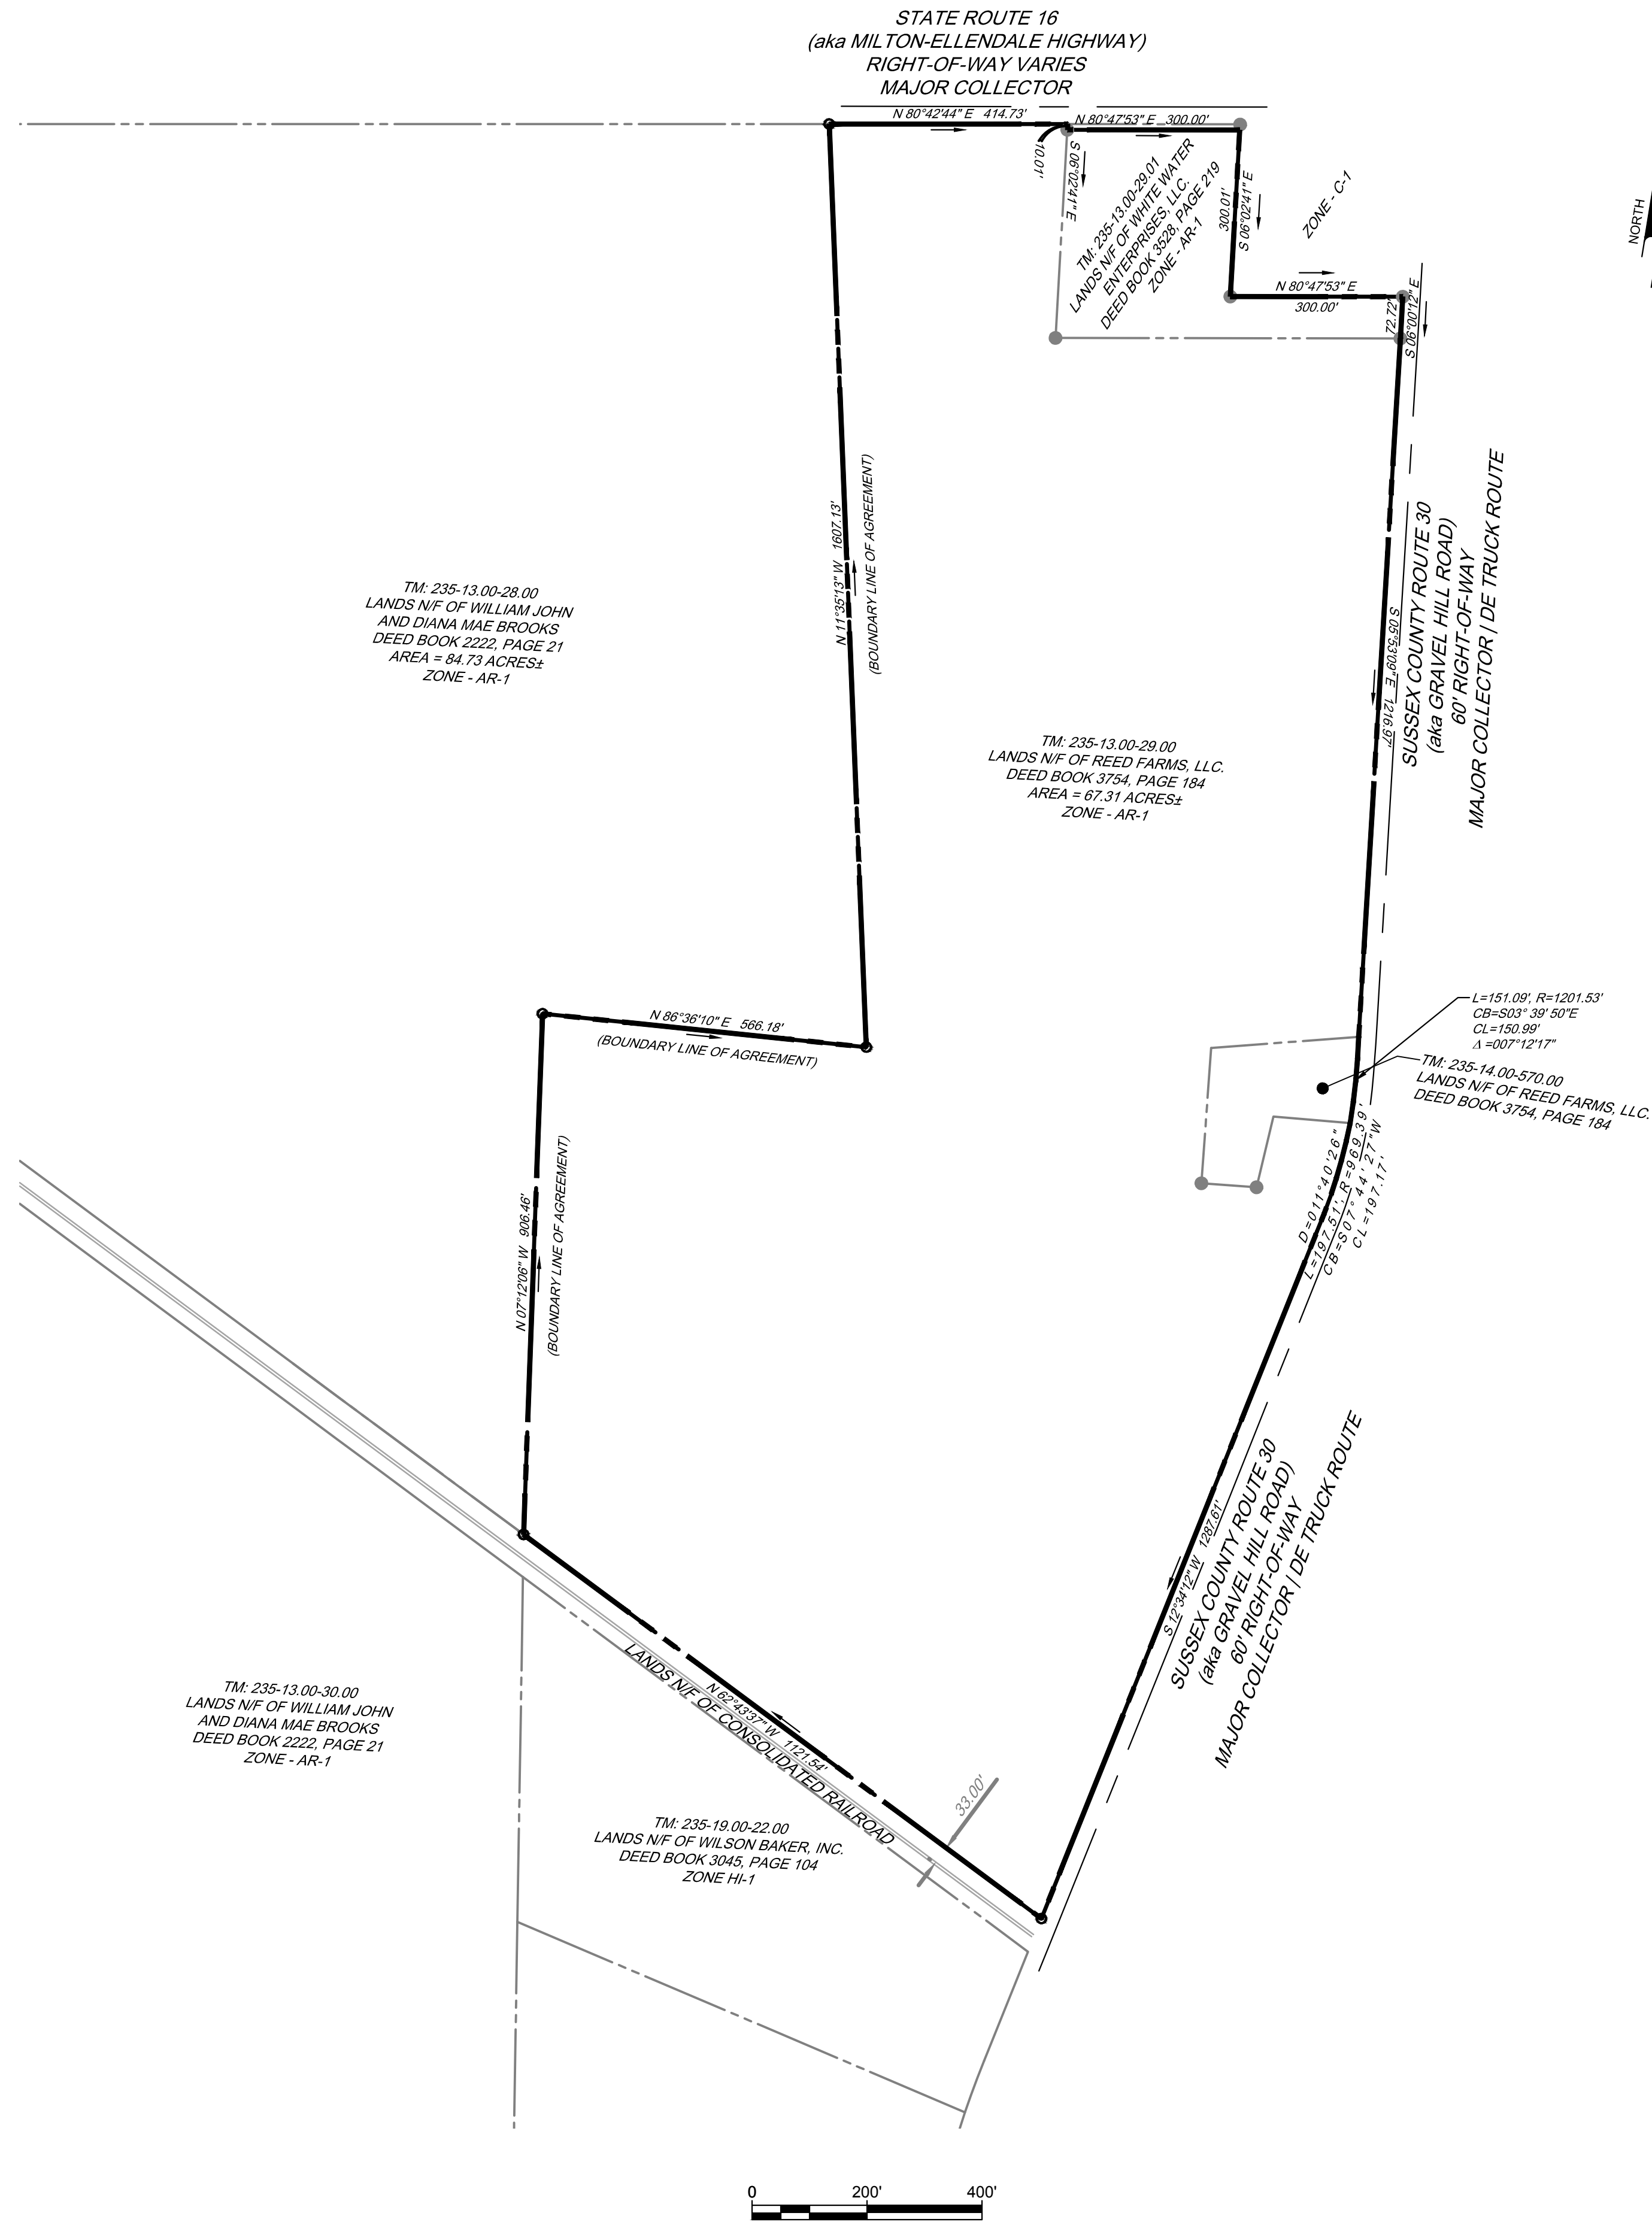 STATE ROUTE 16
(aka MILTON-ELLENDALE HIGHWAY)
RIGHT-OF-WAY VARIES
MAJOR COLLECTOR
N 80°42'44" E 414.73'
N 80°47'53" E 300.00'
10.01'
S 06°02'41" E
TM: 235-13.00-29.01
LANDS N/F OF WHITE WATER
ENTERPRISES, LLC.
DEED BOOK 3528, PAGE 219
ZONE - AR-1
300.01'
S 06°02'41" E
ZONE - C-1
NORTH
N 80°47'53" E
300.00'
72.72'
S 06°00'12" E
N 11°35'13" W 1607.13'
(BOUNDARY LINE OF AGREEMENT)
S 05°53'09" E 1216.97'
SUSSEX COUNTY ROUTE 30
(aka GRAVEL HILL ROAD)
60' RIGHT-OF-WAY
MAJOR COLLECTOR | DE TRUCK ROUTE
TM: 235-13.00-28.00
LANDS N/F OF WILLIAM JOHN
AND DIANA MAE BROOKS
DEED BOOK 2222, PAGE 21
AREA = 84.73 ACRES±
ZONE - AR-1
TM: 235-13.00-29.00
LANDS N/F OF REED FARMS, LLC.
DEED BOOK 3754, PAGE 184
AREA = 67.31 ACRES±
ZONE - AR-1
N 86°36'10" E 566.18'
(BOUNDARY LINE OF AGREEMENT)
L=151.09', R=1201.53'
CB=S03° 39' 50"E
CL=150.99'
Δ =007°12'17"
TM: 235-14.00-570.00
LANDS N/F OF REED FARMS, LLC.
DEED BOOK 3754, PAGE 184
D=011°40'26"
L=197.51', R=969.39'
CB=S07°44'27"W
CL=197.17'
N 07°12'06" W 906.46'
(BOUNDARY LINE OF AGREEMENT)
S 12°34'12" W 1287.61'
SUSSEX COUNTY ROUTE 30
(aka GRAVEL HILL ROAD)
60' RIGHT-OF-WAY
MAJOR COLLECTOR | DE TRUCK ROUTE
N 62°43'37" W 1121.54'
LANDS N/F OF CONSOLIDATED RAILROAD
33.00'
TM: 235-13.00-30.00
LANDS N/F OF WILLIAM JOHN
AND DIANA MAE BROOKS
DEED BOOK 2222, PAGE 21
ZONE - AR-1
TM: 235-19.00-22.00
LANDS N/F OF WILSON BAKER, INC.
DEED BOOK 3045, PAGE 104
ZONE HI-1
0 200' 400'